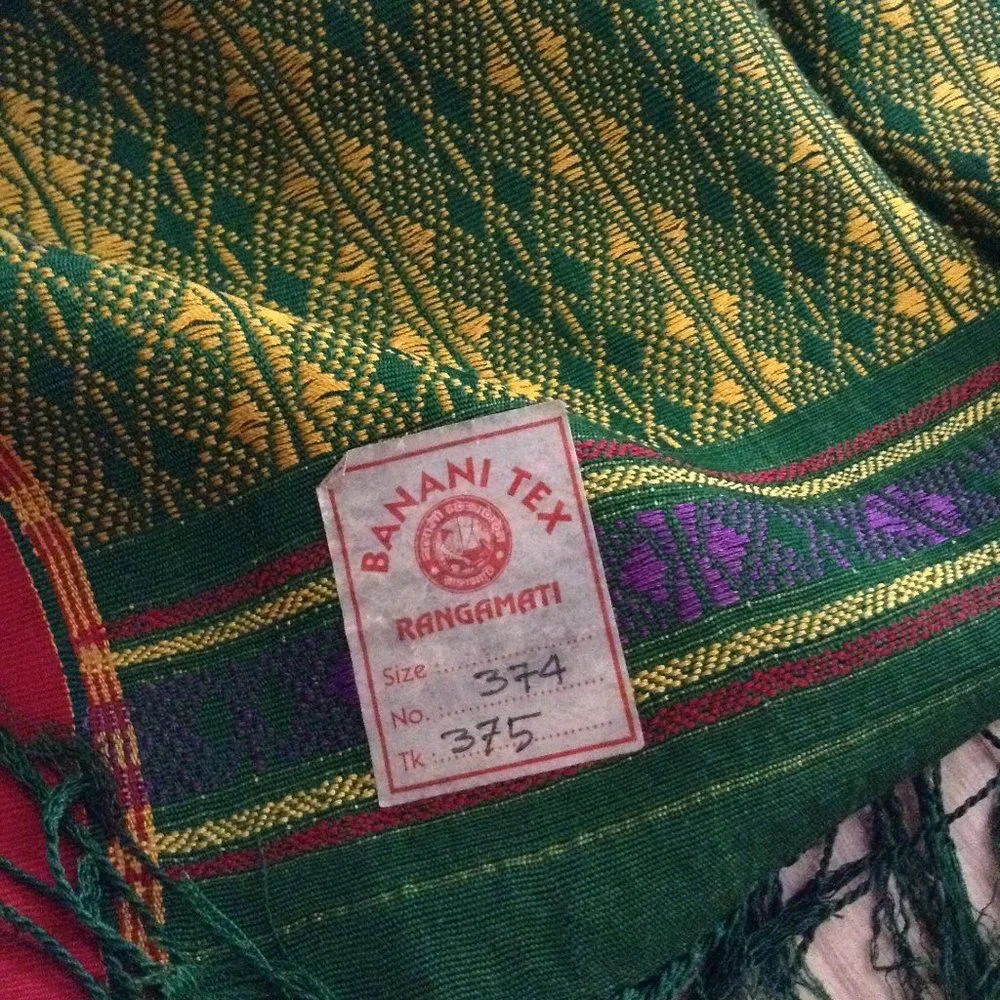 BANANI TEX
RANGAMATI
Size 374
No.
Tk 375